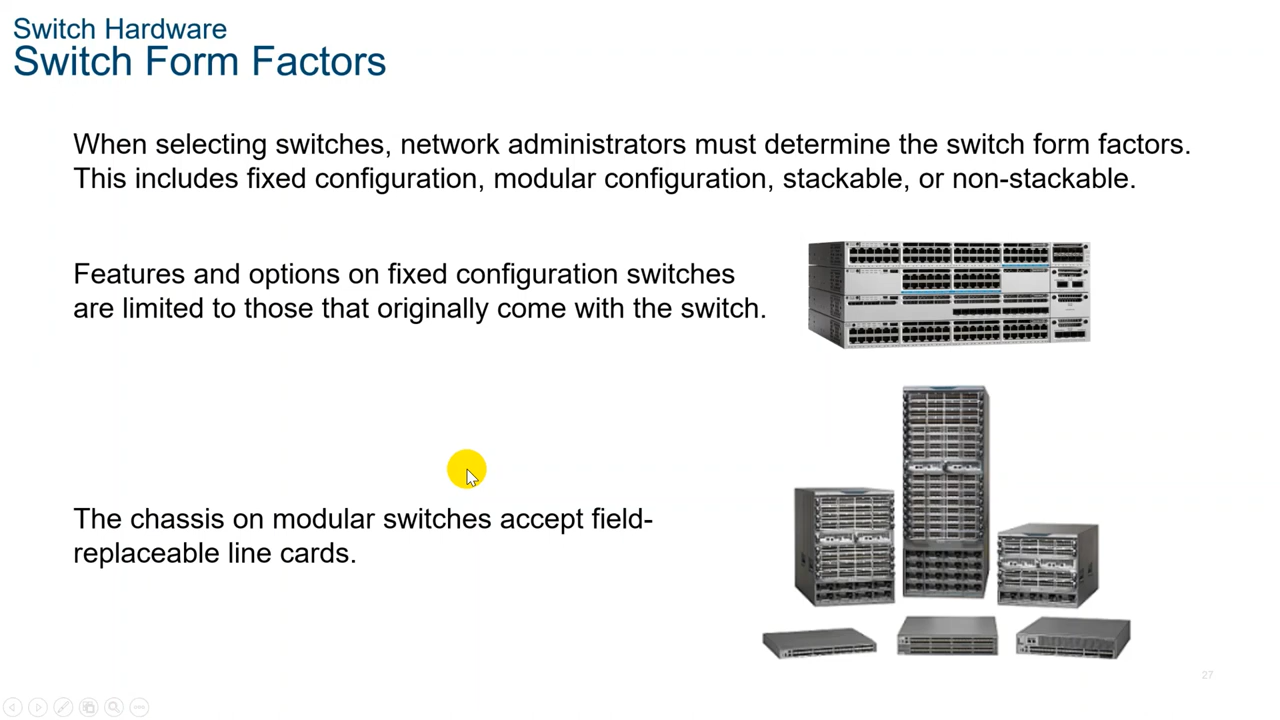 Switch Hardware
Switch Form Factors
When selecting switches, network administrators must determine the switch form factors.
This includes fixed configuration, modular configuration, stackable, or non-stackable.
Features and options on fixed configuration switches
are limited to those that originally come with the switch.
The chassis on modular switches accept field-
replaceable line cards.
27